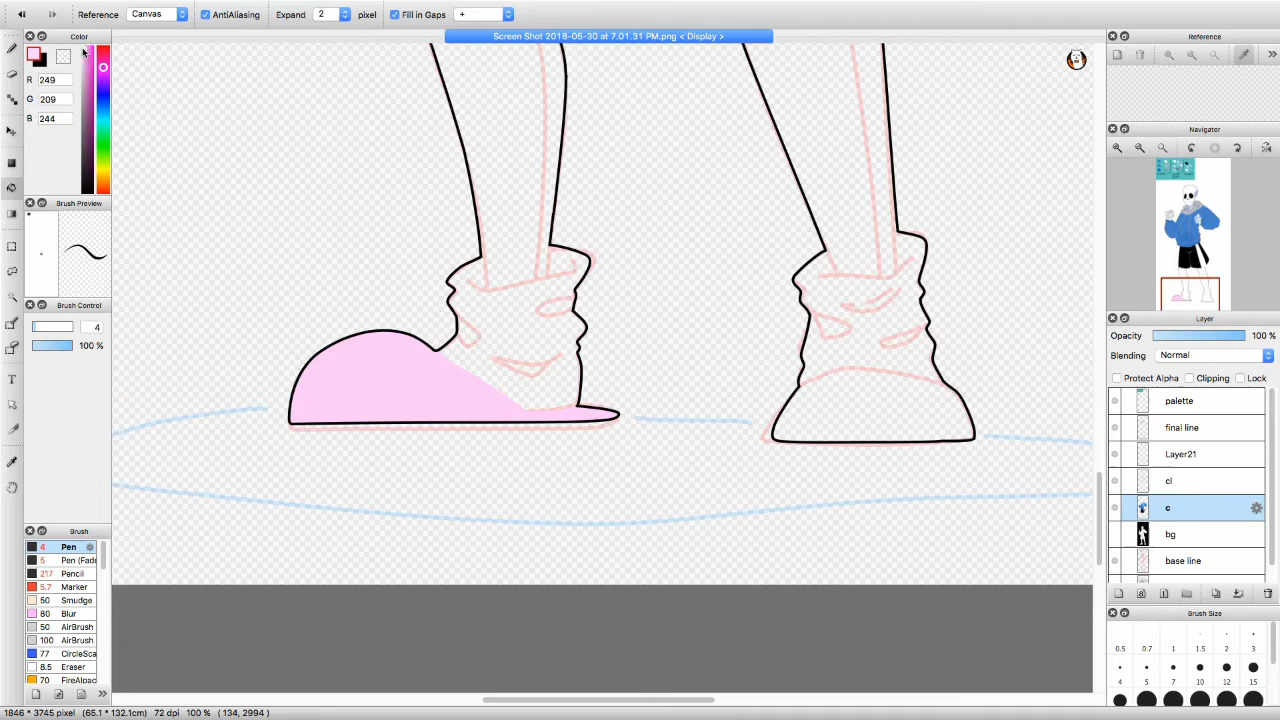 Reference Canvas AntiAliasing Expand 2 pixel Fill in Gaps +
Color
Screen Shot 2018-05-30 at 7.01.31 PM.png < Display >
Reference
R 249
G 209
B 244
Navigator
Brush Preview
Brush Control
4
100 %
Layer
Opacity 100 %
Blending Normal
Protect Alpha Clipping Lock
palette
final line
Layer21
cl
c
bg
base line
Brush
4 Pen
5 Pen (Fade
217 Pencil
5.7 Marker
50 Smudge
80 Blur
50 AirBrush
100 AirBrush
77 CircleSca
8.5 Eraser
70 FireAlpac
Brush Size
0.5 0.7 1 1.5 2 3
4 5 7 10 12 15
1846 * 3745 pixel (65.1 * 132.1cm) 72 dpi 100 % ( 134, 2994 )